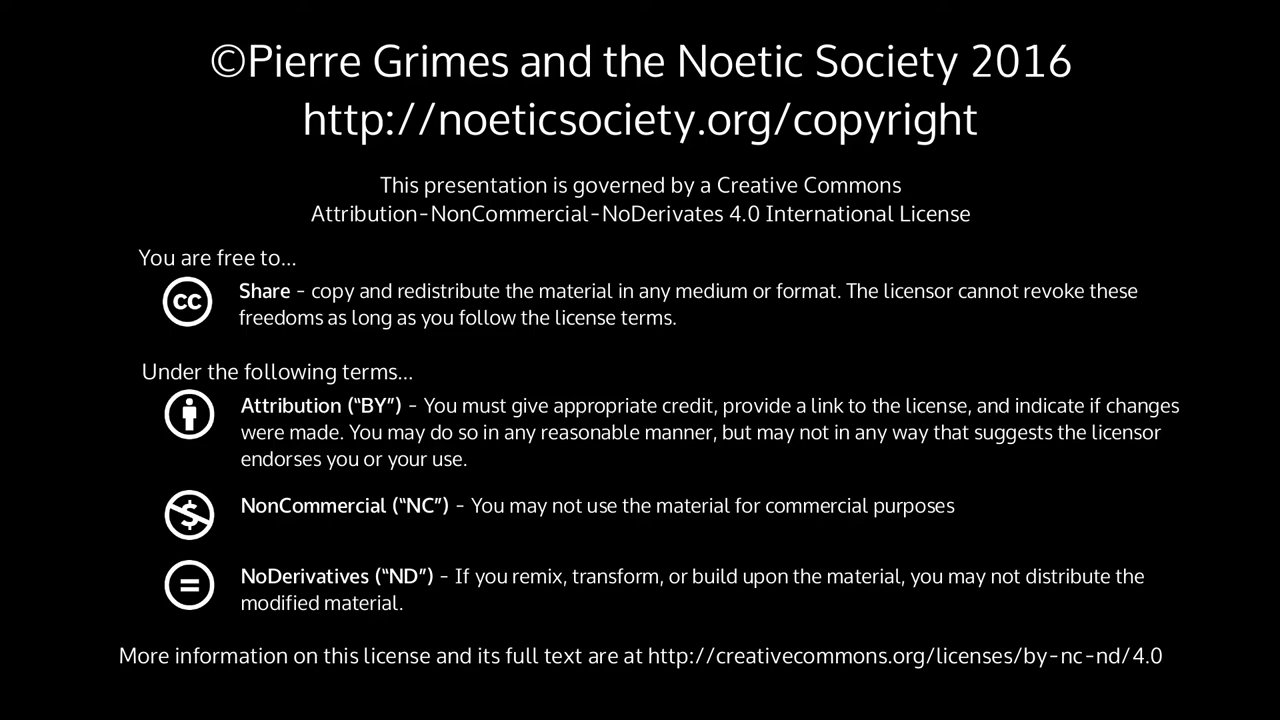 ©Pierre Grimes and the Noetic Society 2016
http://noeticsociety.org/copyright
This presentation is governed by a Creative Commons
Attribution-NonCommercial-NoDerivates 4.0 International License
You are free to...
cc
Share - copy and redistribute the material in any medium or format. The licensor cannot revoke these
freedoms as long as you follow the license terms.
Under the following terms...
Attribution (“BY”) - You must give appropriate credit, provide a link to the license, and indicate if changes
were made. You may do so in any reasonable manner, but may not in any way that suggests the licensor
endorses you or your use.
NonCommercial (“NC”) - You may not use the material for commercial purposes
NoDerivatives (“ND”) - If you remix, transform, or build upon the material, you may not distribute the
modified material.
More information on this license and its full text are at http://creativecommons.org/licenses/by-nc-nd/4.0